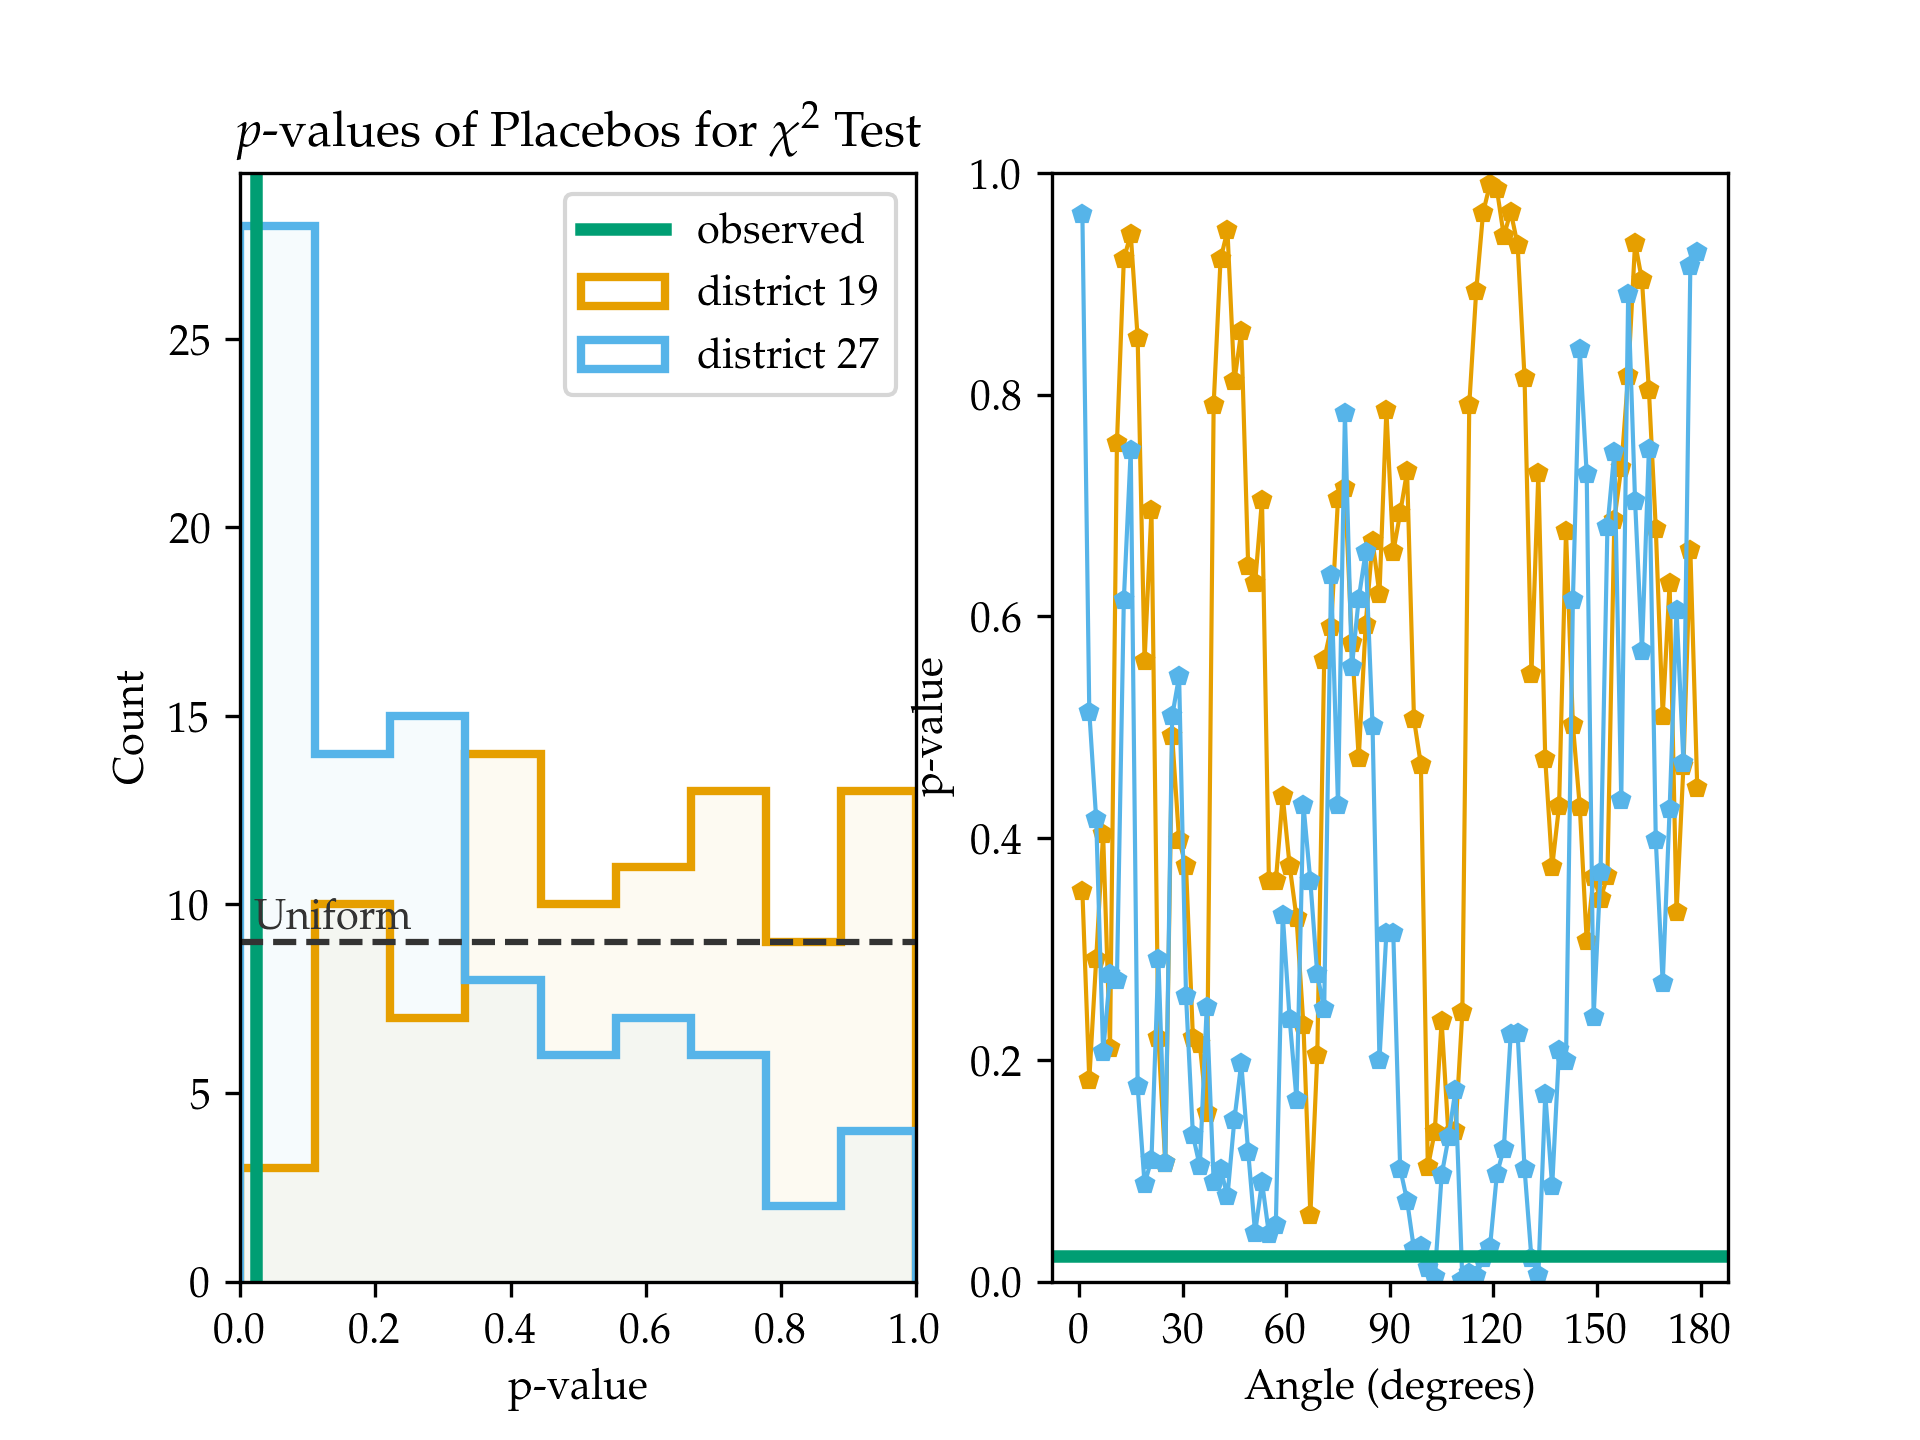 p-values of Placebos for χ² Test
observed
district 19
district 27
Uniform
Count
0
5
10
15
20
25
0.0 0.2 0.4 0.6 0.8 1.0
p-value
p-value
1.0
0.8
0.6
0.4
0.2
0.0
0 30 60 90 120 150 180
Angle (degrees)